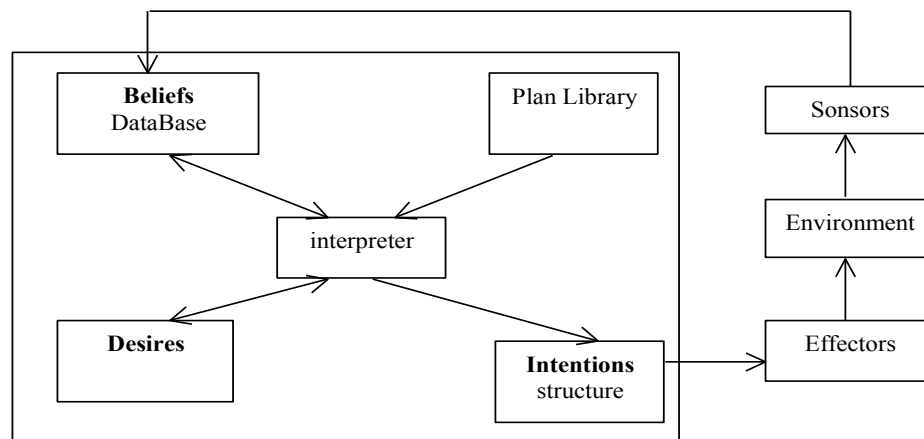 Beliefs
DataBase
Plan Library
Sonsors
interpreter
Environment
Desires
Intentions
structure
Effectors